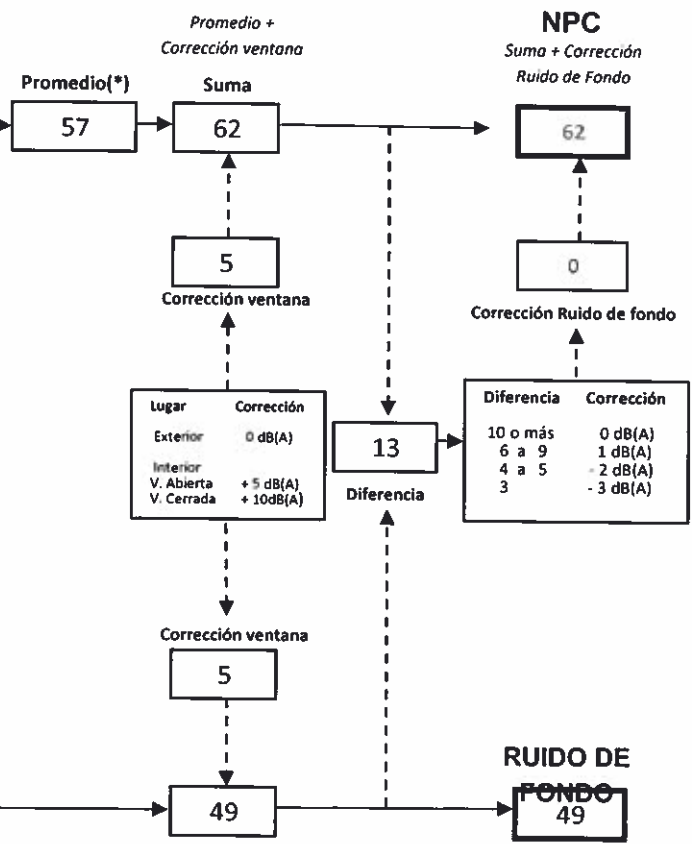 Promedio +
Corrección ventana
NPC
Suma + Corrección
Ruido de Fondo
Promedio(*)
Suma
57
62
62
5
0
Corrección ventana
Corrección Ruido de fondo
Lugar Corrección
Exterior 0 dB(A)
Interior
V. Abierta + 5 dB(A)
V. Cerrada + 10dB(A)
13
Diferencia
Diferencia Corrección
10 o más 0 dB(A)
6 a 9 1 dB(A)
4 a 5 - 2 dB(A)
3 - 3 dB(A)
Corrección ventana
5
49
RUIDO DE
FONDO
49